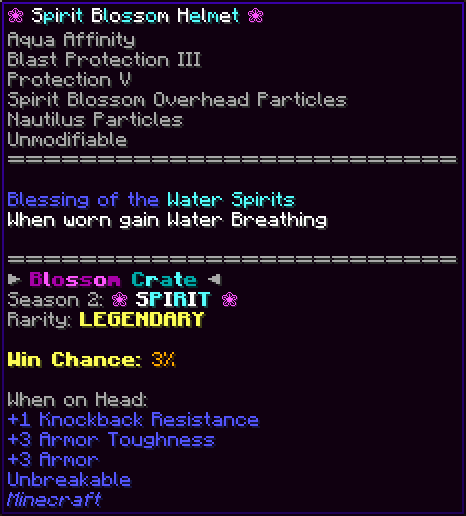 ❀ Spirit Blossom Helmet ❀
Aqua Affinity
Blast Protection III
Protection V
Spirit Blossom Overhead Particles
Nautilus Particles
Unmodifiable
============================
Blessing of the Water Spirits
When worn gain Water Breathing
============================
► Blossom Crate ◄
Season 2: ❀ SPIRIT ❀
Rarity: LEGENDARY
Win Chance: 3%
When on Head:
+1 Knockback Resistance
+3 Armor Toughness
+3 Armor
Unbreakable
Minecraft